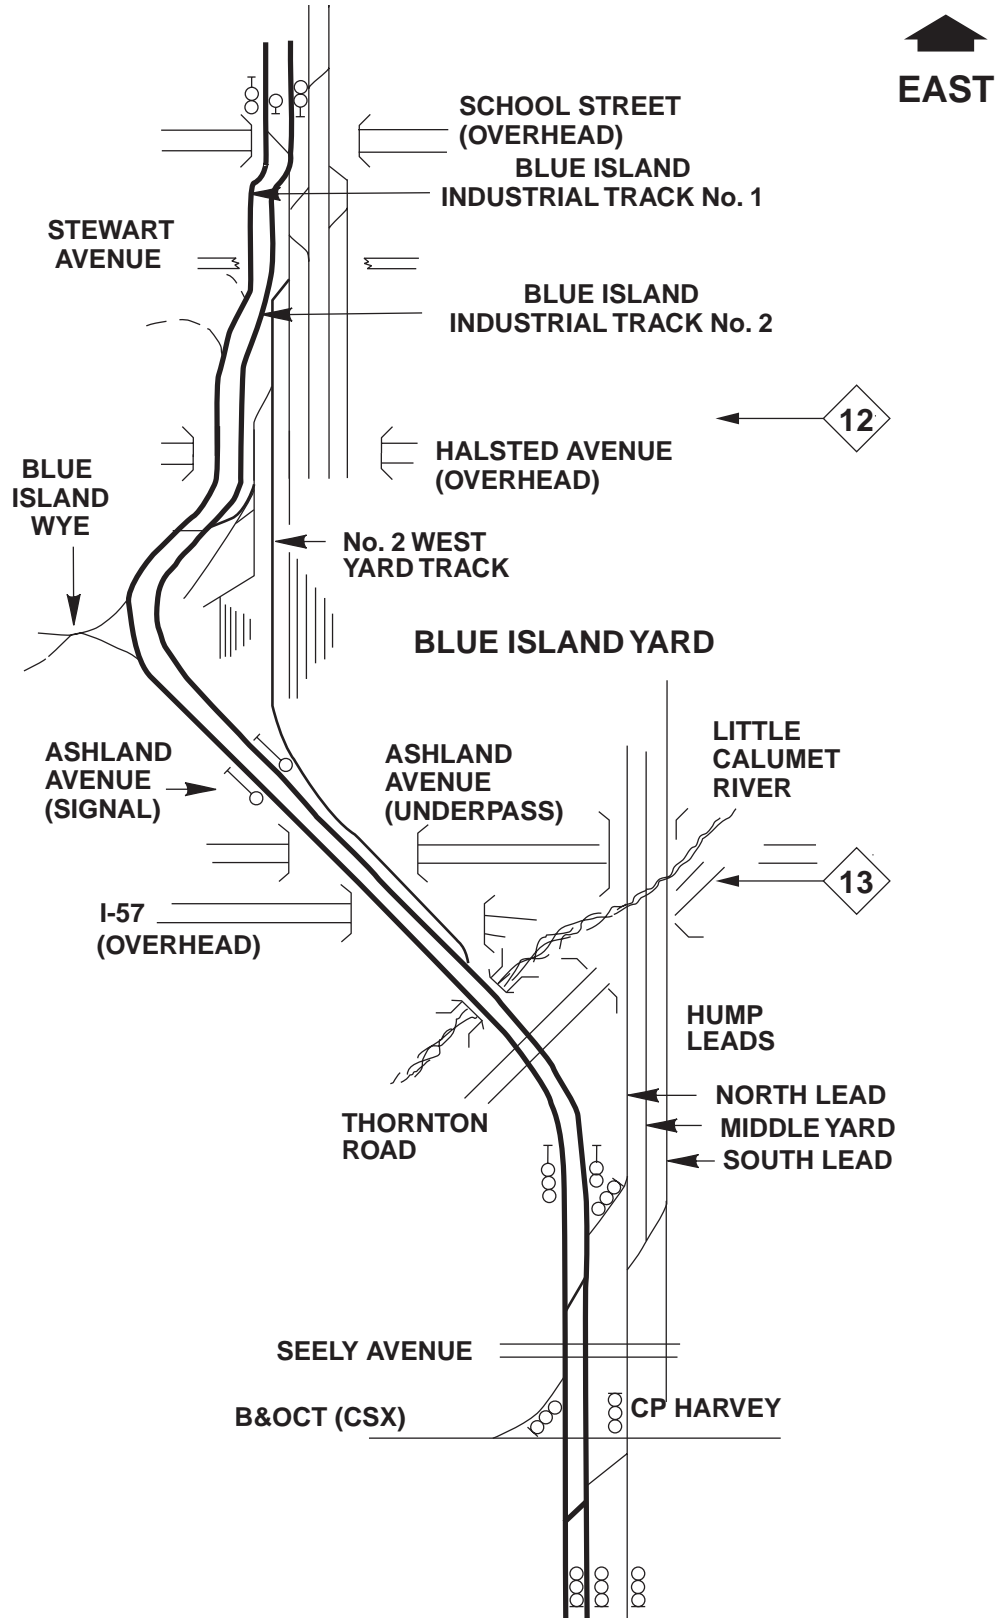 EAST
SCHOOL STREET
(OVERHEAD)
BLUE ISLAND
INDUSTRIAL TRACK No. 1
STEWART
AVENUE
BLUE ISLAND
INDUSTRIAL TRACK No. 2
12
HALSTED AVENUE
(OVERHEAD)
BLUE
ISLAND
WYE
No. 2 WEST
YARD TRACK
BLUE ISLAND YARD
LITTLE
CALUMET
RIVER
ASHLAND
AVENUE
(SIGNAL)
ASHLAND
AVENUE
(UNDERPASS)
13
I-57
(OVERHEAD)
HUMP
LEADS
NORTH LEAD
MIDDLE YARD
SOUTH LEAD
THORNTON
ROAD
SEELY AVENUE
B&OCT (CSX)
CP HARVEY